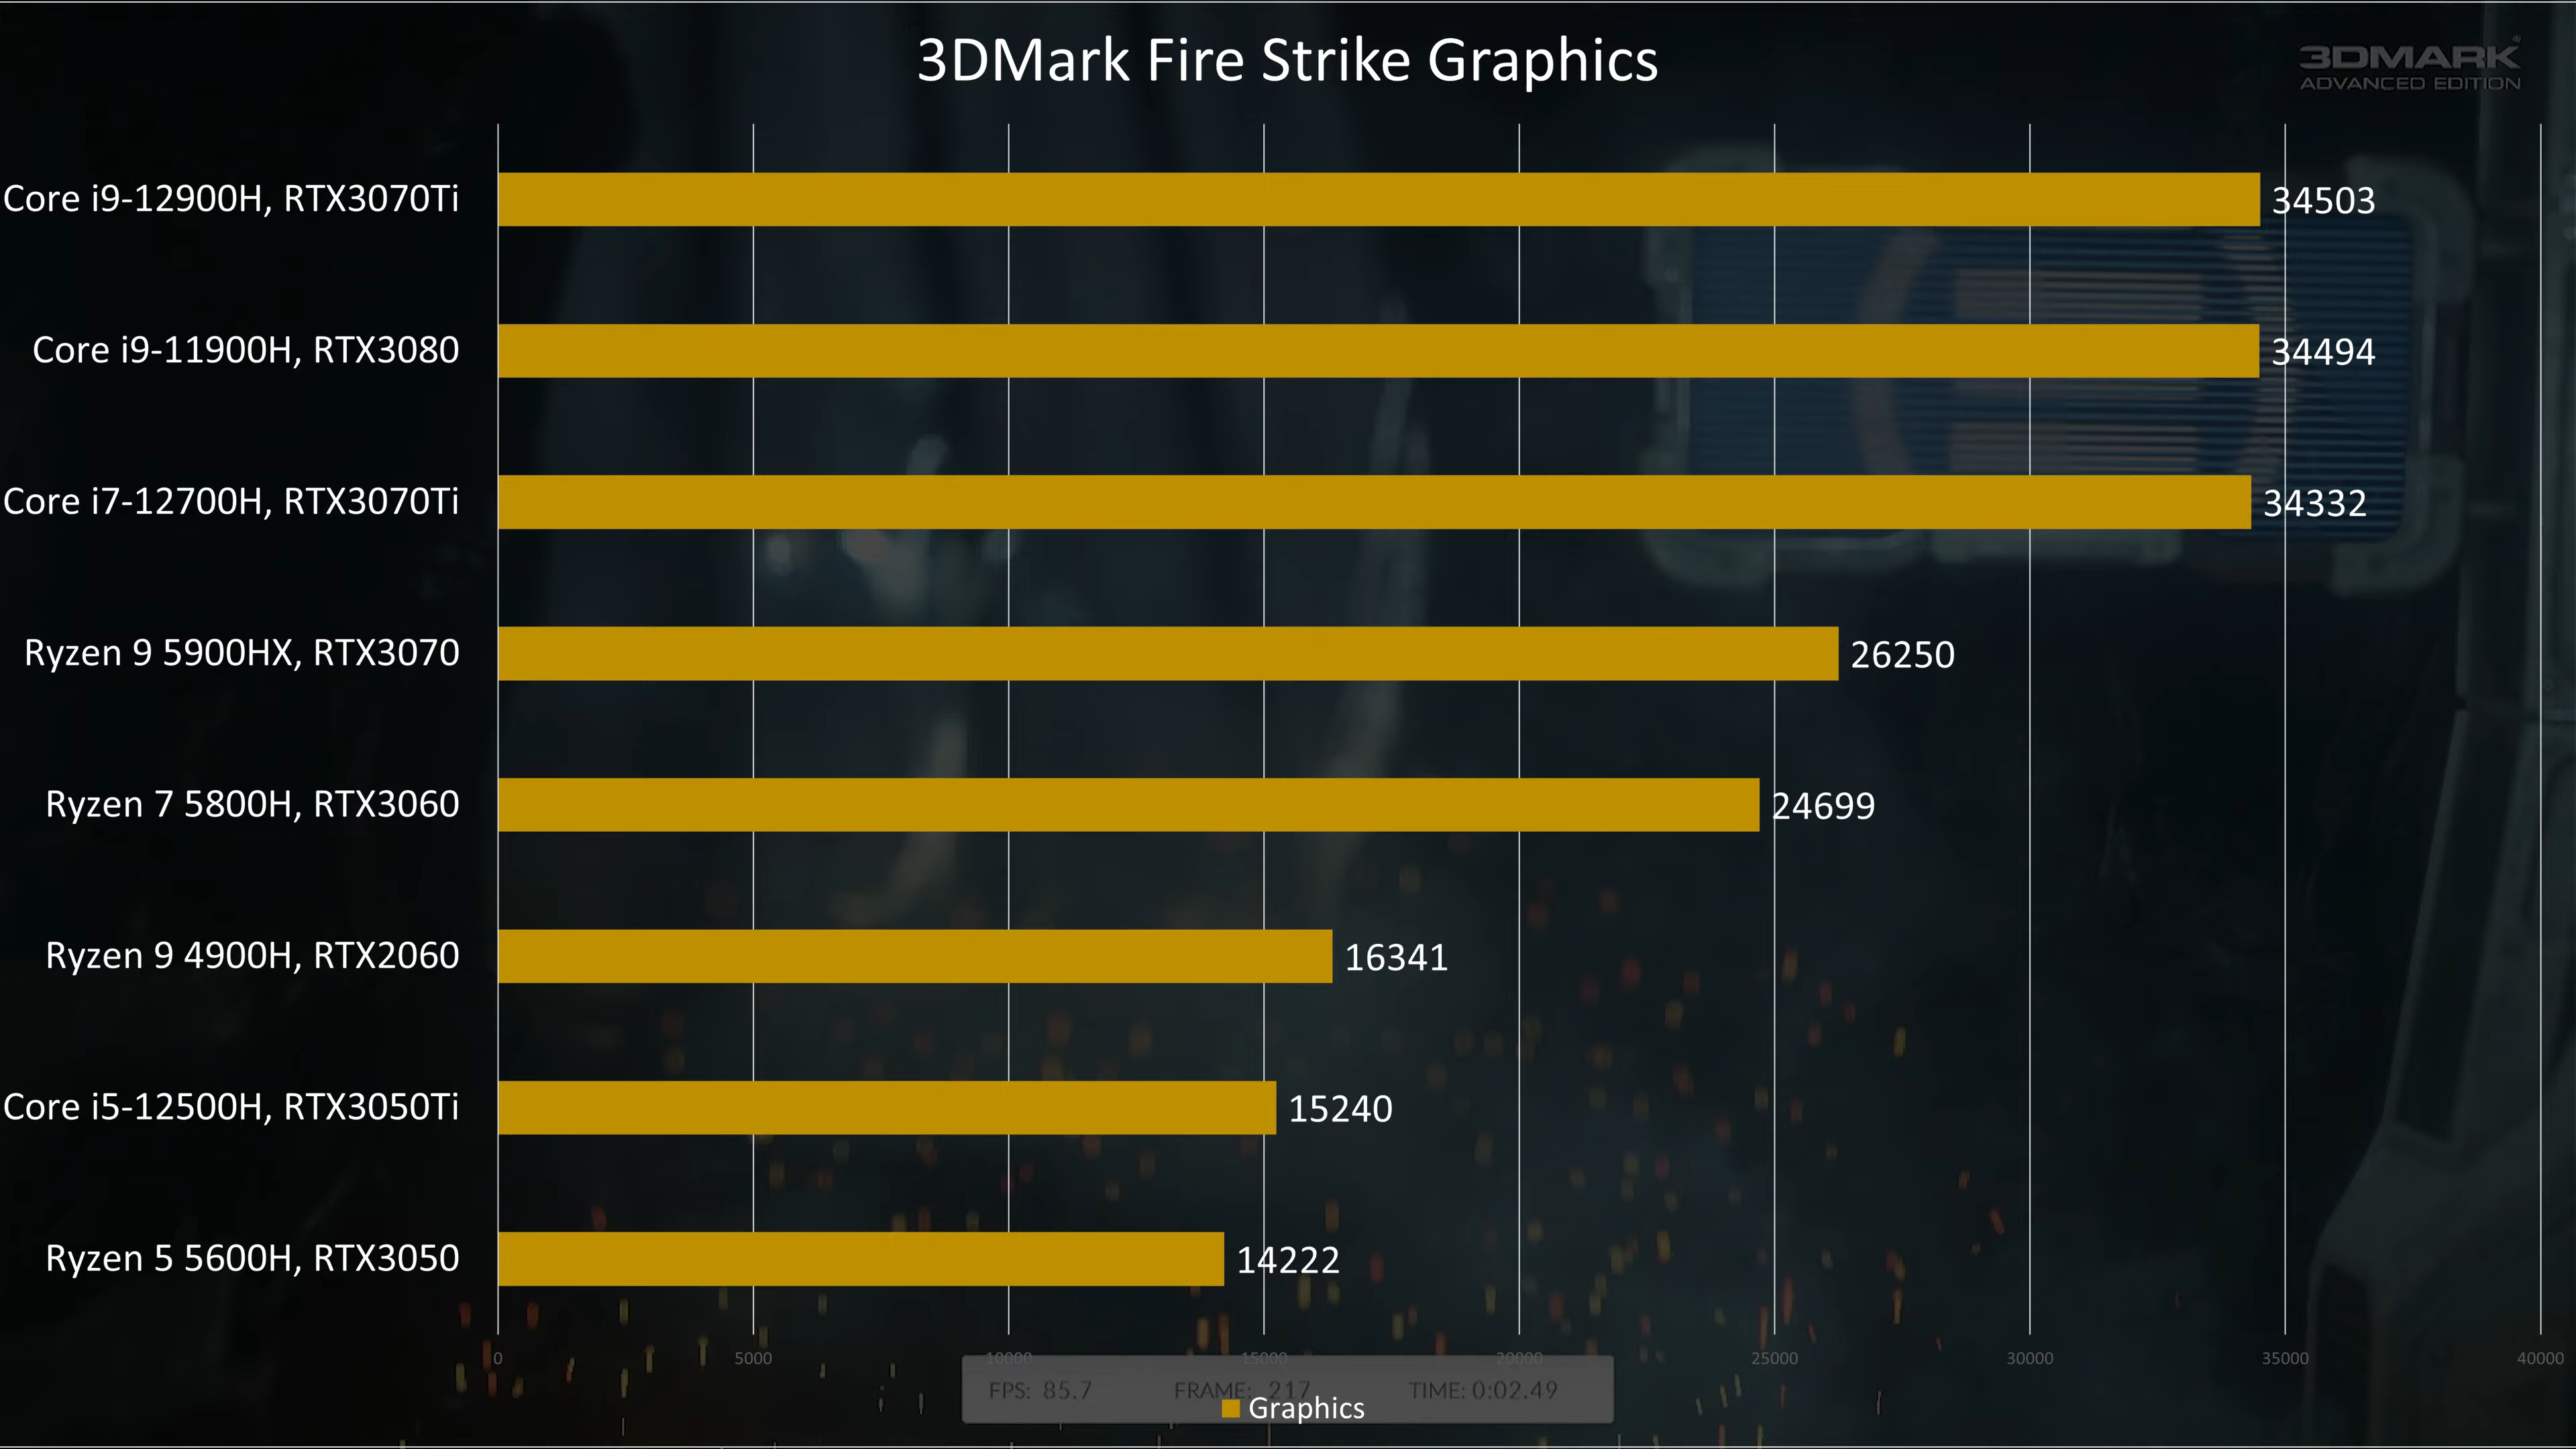 3DMark Fire Strike Graphics
3DMARK
ADVANCED EDITION
Core i9-12900H, RTX3070Ti 34503
Core i9-11900H, RTX3080 34494
Core i7-12700H, RTX3070Ti 34332
Ryzen 9 5900HX, RTX3070 26250
Ryzen 7 5800H, RTX3060 24699
Ryzen 9 4900H, RTX2060 16341
Core i5-12500H, RTX3050Ti 15240
Ryzen 5 5600H, RTX3050 14222
0 5000 10000 15000 20000 25000 30000 35000 40000
FPS: 85.7 FRAME: 217 TIME: 0:02.49
Graphics